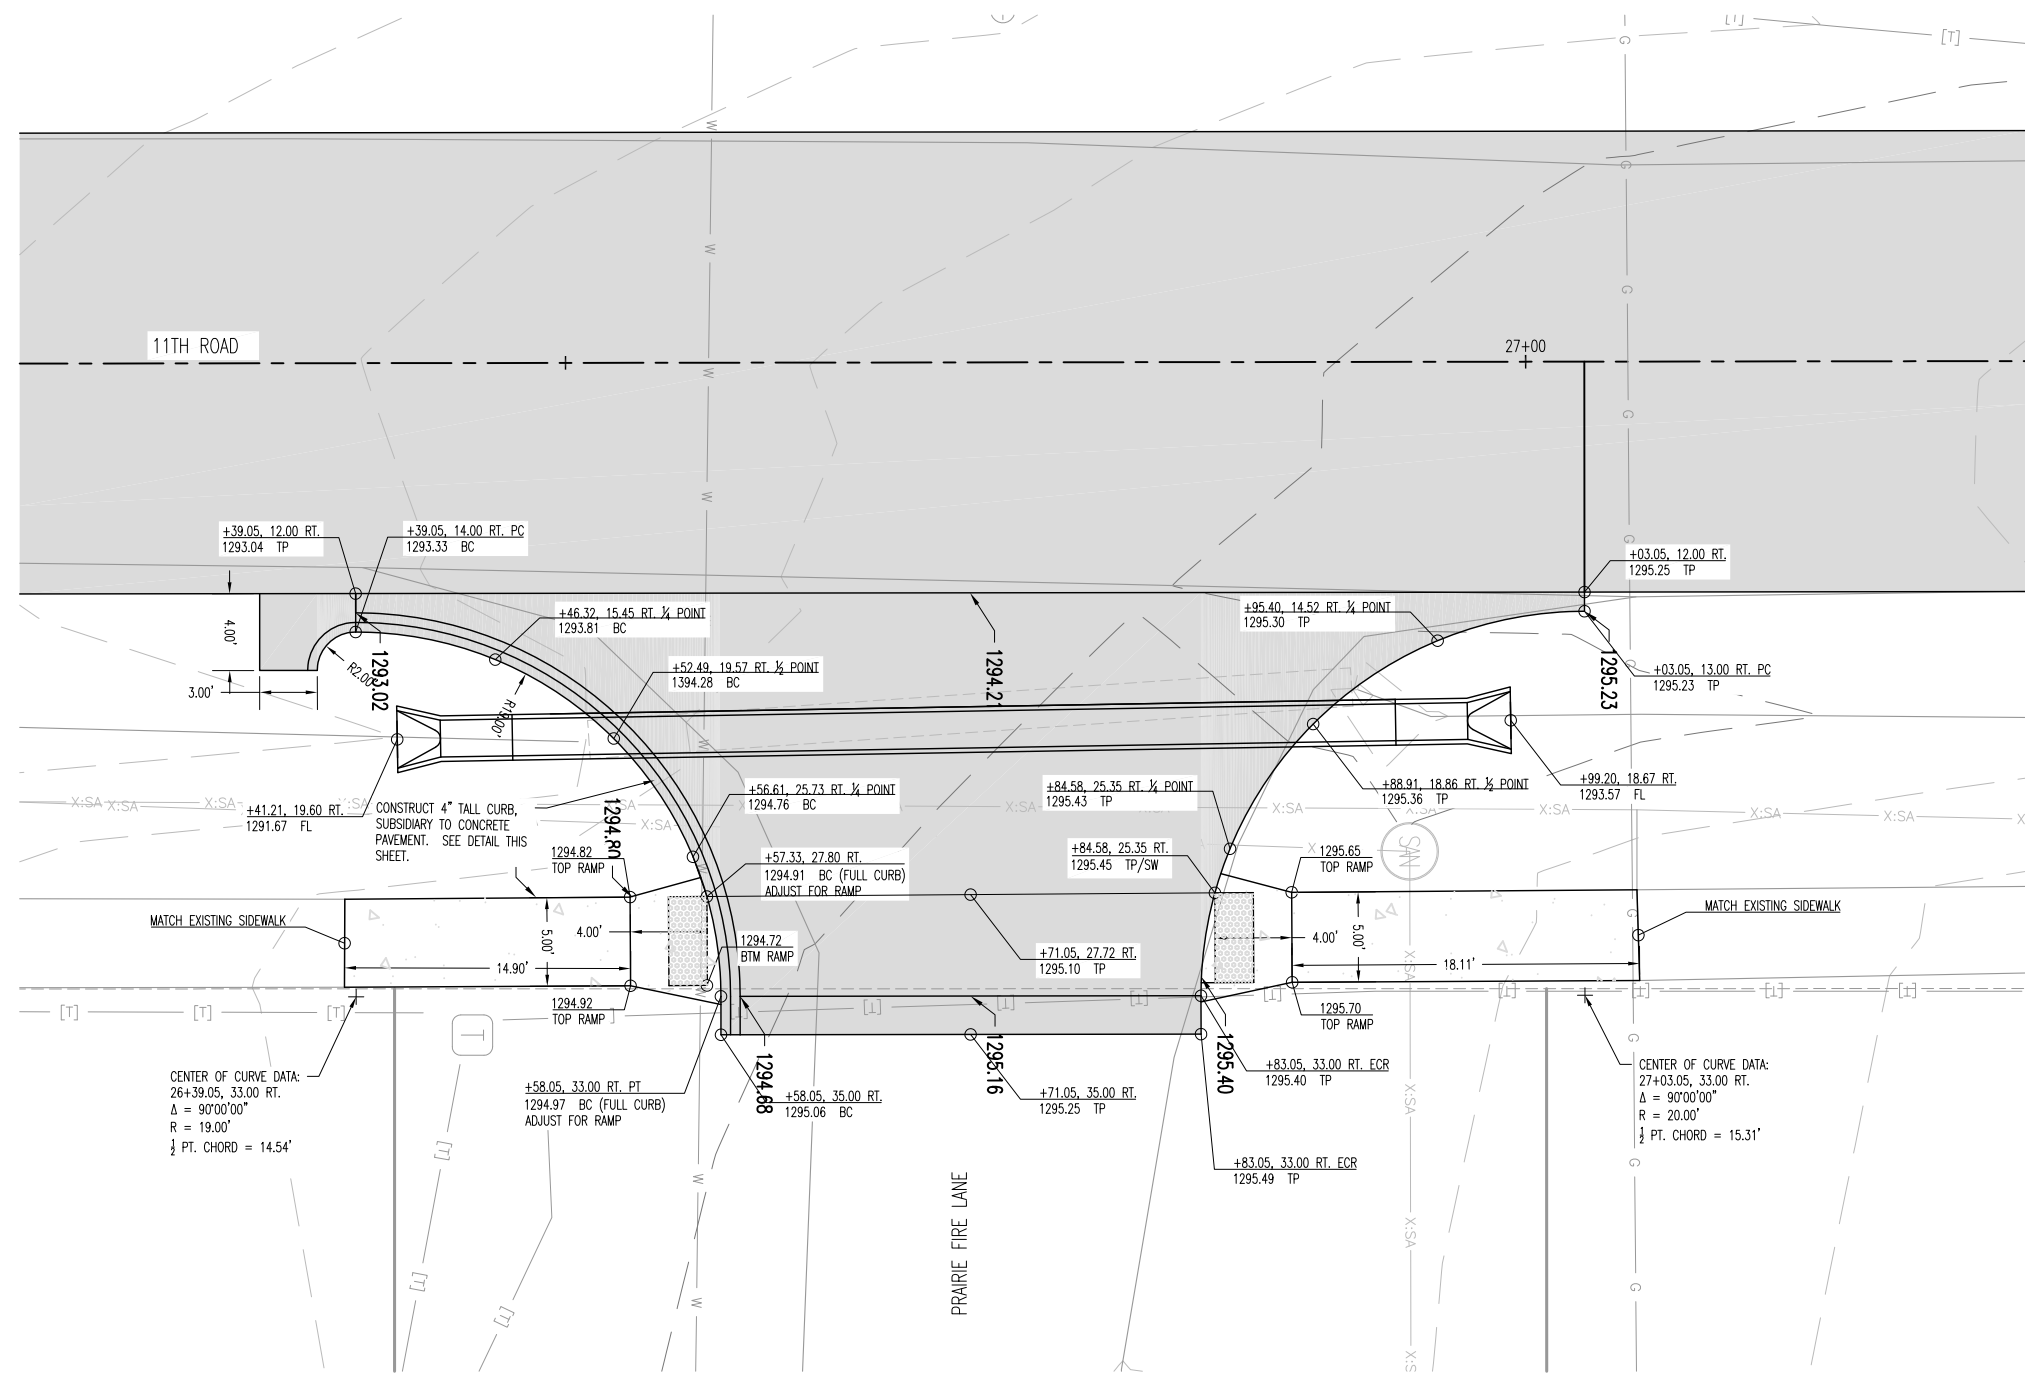 11TH ROAD
27+00
+39.05, 12.00 RT.
1293.04 TP
+39.05, 14.00 RT. PC
1293.33 BC
+03.05, 12.00 RT.
1295.25 TP
+46.32, 15.45 RT. ¼ POINT
1293.81 BC
+95.40, 14.52 RT. ¼ POINT
1295.30 TP
4.00'
R2.00'
3.00'
1293.02
+52.49, 19.57 RT. ½ POINT
1394.28 BC
1294.21
1295.23
+03.05, 13.00 RT. PC
1295.23 TP
R19.00'
+41.21, 19.60 RT.
1291.67 FL
CONSTRUCT 4" TALL CURB,
SUBSIDIARY TO CONCRETE
PAVEMENT. SEE DETAIL THIS
SHEET.
1294.80
+56.61, 25.73 RT. ¼ POINT
1294.76 BC
+84.58, 25.35 RT. ¼ POINT
1295.43 TP
+88.91, 18.86 RT. ½ POINT
1295.36 TP
+99.20, 18.67 RT.
1293.57 FL
1294.82
TOP RAMP
+57.33, 27.80 RT.
1294.91 BC (FULL CURB)
ADJUST FOR RAMP
+84.58, 25.35 RT.
1295.45 TP/SW
1295.65
TOP RAMP
SAN
MATCH EXISTING SIDEWALK
4.00'
5.00'
14.90'
1294.72
BTM RAMP
+71.05, 27.72 RT.
1295.10 TP
4.00'
5.00'
18.11'
MATCH EXISTING SIDEWALK
1294.92
TOP RAMP
1295.70
TOP RAMP
T
CENTER OF CURVE DATA:
26+39.05, 33.00 RT.
Δ = 90°00'00"
R = 19.00'
½ PT. CHORD = 14.54'
+58.05, 33.00 RT. PT
1294.97 BC (FULL CURB)
ADJUST FOR RAMP
1294.68
+58.05, 35.00 RT.
1295.06 BC
1295.16
+71.05, 35.00 RT.
1295.25 TP
1295.40
+83.05, 33.00 RT. ECR
1295.40 TP
CENTER OF CURVE DATA:
27+03.05, 33.00 RT.
Δ = 90°00'00"
R = 20.00'
½ PT. CHORD = 15.31'
+83.05, 33.00 RT. ECR
1295.49 TP
PRAIRIE FIRE LANE